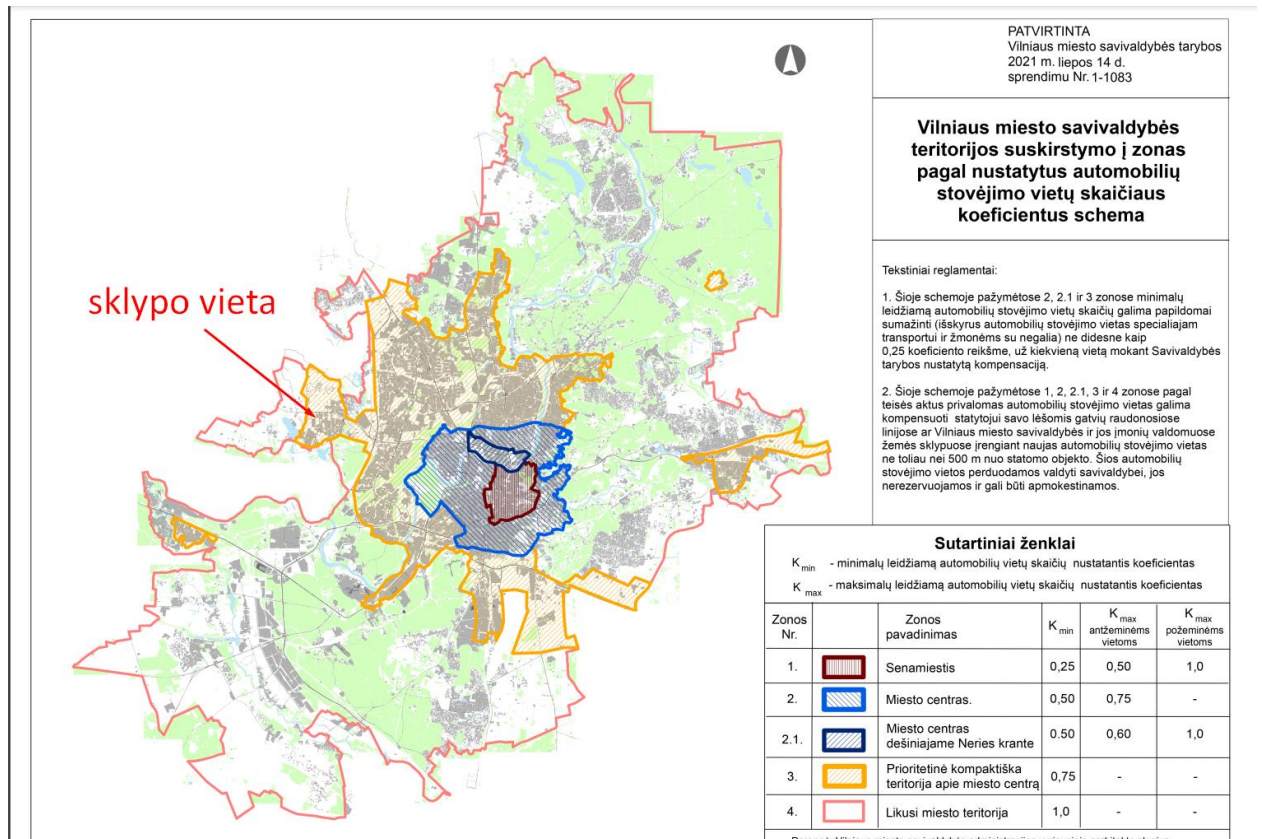 PATVIRTINTA
Vilniaus miesto savivaldybės tarybos
2021 m. liepos 14 d.
sprendimu Nr. 1-1083
Vilniaus miesto savivaldybės
teritorijos suskirstymo į zonas
pagal nustatytus automobilių
stovėjimo vietų skaičiaus
koeficientus schema
sklypo vieta
Tekstiniai reglamentai:
1. Šioje schemoje pažymėtose 2, 2.1 ir 3 zonose minimalų
leidžiamą automobilių stovėjimo vietų skaičių galima papildomai
sumažinti (išskyrus automobilių stovėjimo vietas specialiajam
transportui ir žmonėms su negalia) ne didesne kaip
0,25 koeficiento reikšme, už kiekvieną vietą mokant Savivaldybės
tarybos nustatytą kompensaciją.
2. Šioje schemoje pažymėtose 1, 2, 2.1, 3 ir 4 zonose pagal
teisės aktus privalomas automobilių stovėjimo vietas galima
kompensuoti statytojui savo lėšomis gatvių raudonosiose
linijose ar Vilniaus miesto savivaldybės ir jos įmonių valdomuose
žemės sklypuose įrengiant naujas automobilių stovėjimo vietas
ne toliau nei 500 m nuo statomo objekto. Šios automobilių
stovėjimo vietos perduodamos valdyti savivaldybei, jos
nerezervuojamos ir gali būti apmokestinamos.
Sutartiniai ženklai
K min - minimalų leidžiamą automobilių vietų skaičių nustatantis koeficientas
K max - maksimalų leidžiamą automobilių vietų skaičių nustatantis koeficientas
Zonos Nr. Zonos pavadinimas K min K max antžeminėms vietoms K max požeminėms vietoms
1. Senamiestis 0,25 0,50 1,0
2. Miesto centras. 0,50 0,75 -
2.1. Miesto centras dešiniajame Neries krante 0.50 0,60 1,0
3. Prioritetinė kompaktiška teritorija apie miesto centrą 0,75 - -
4. Likusi miesto teritorija 1,0 - -